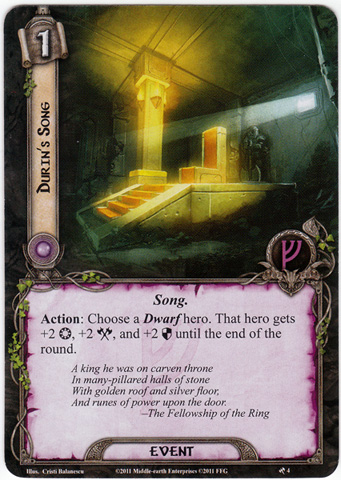 1
DURIN'S SONG
Song.
Action: Choose a Dwarf hero. That hero gets
+2 , +2 , and +2 until the end of the
round.
A king he was on carven throne
In many-pillared halls of stone
With golden roof and silver floor,
And runes of power upon the door.
–The Fellowship of the Ring
EVENT
Illus. Cristi Balanescu ©2011 Middle-earth Enterprises ©2011 FFG 4